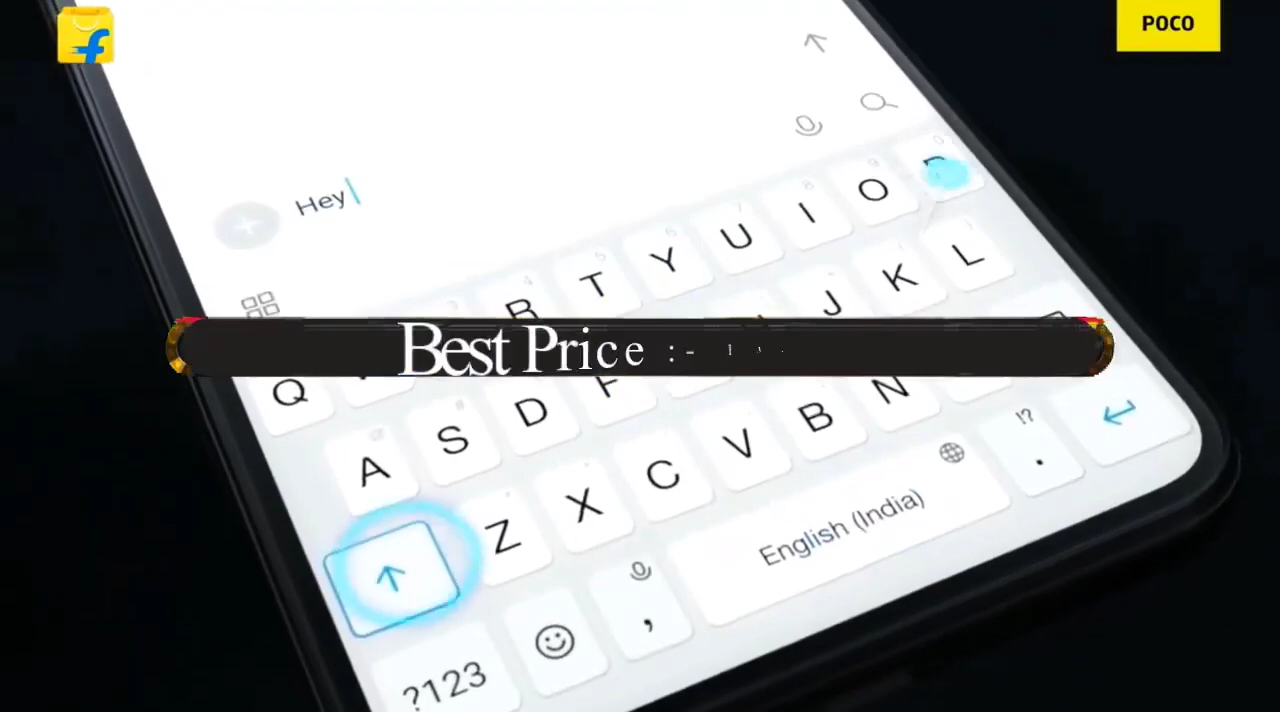 POCO
Hey
T Y U I O
J K L
Best Price :-
Q
A S D F
Z X C V B N
!?
.
English (India)
,
?123